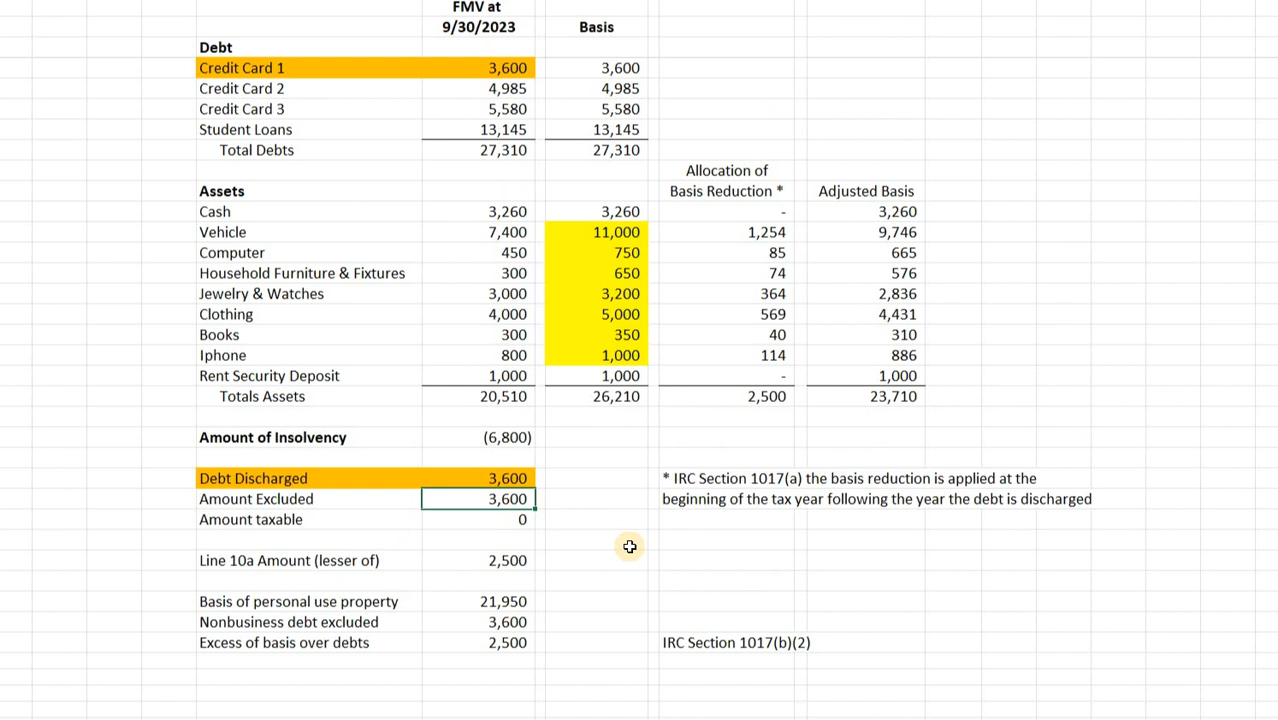 FMV at
9/30/2023 Basis
Debt
Credit Card 1 3,600 3,600
Credit Card 2 4,985 4,985
Credit Card 3 5,580 5,580
Student Loans 13,145 13,145
Total Debts 27,310 27,310
Allocation of
Assets Basis Reduction * Adjusted Basis
Cash 3,260 3,260 - 3,260
Vehicle 7,400 11,000 1,254 9,746
Computer 450 750 85 665
Household Furniture & Fixtures 300 650 74 576
Jewelry & Watches 3,000 3,200 364 2,836
Clothing 4,000 5,000 569 4,431
Books 300 350 40 310
Iphone 800 1,000 114 886
Rent Security Deposit 1,000 1,000 - 1,000
Totals Assets 20,510 26,210 2,500 23,710
Amount of Insolvency (6,800)
Debt Discharged 3,600 * IRC Section 1017(a) the basis reduction is applied at the
Amount Excluded 3,600 beginning of the tax year following the year the debt is discharged
Amount taxable 0
Line 10a Amount (lesser of) 2,500
Basis of personal use property 21,950
Nonbusiness debt excluded 3,600
Excess of basis over debts 2,500 IRC Section 1017(b)(2)